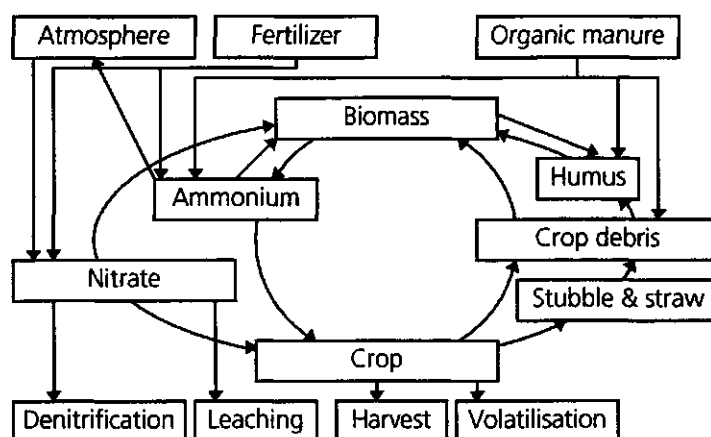 Atmosphere
Fertilizer
Organic manure
Biomass
Ammonium
Humus
Crop debris
Nitrate
Stubble & straw
Crop
Denitrification
Leaching
Harvest
Volatilisation